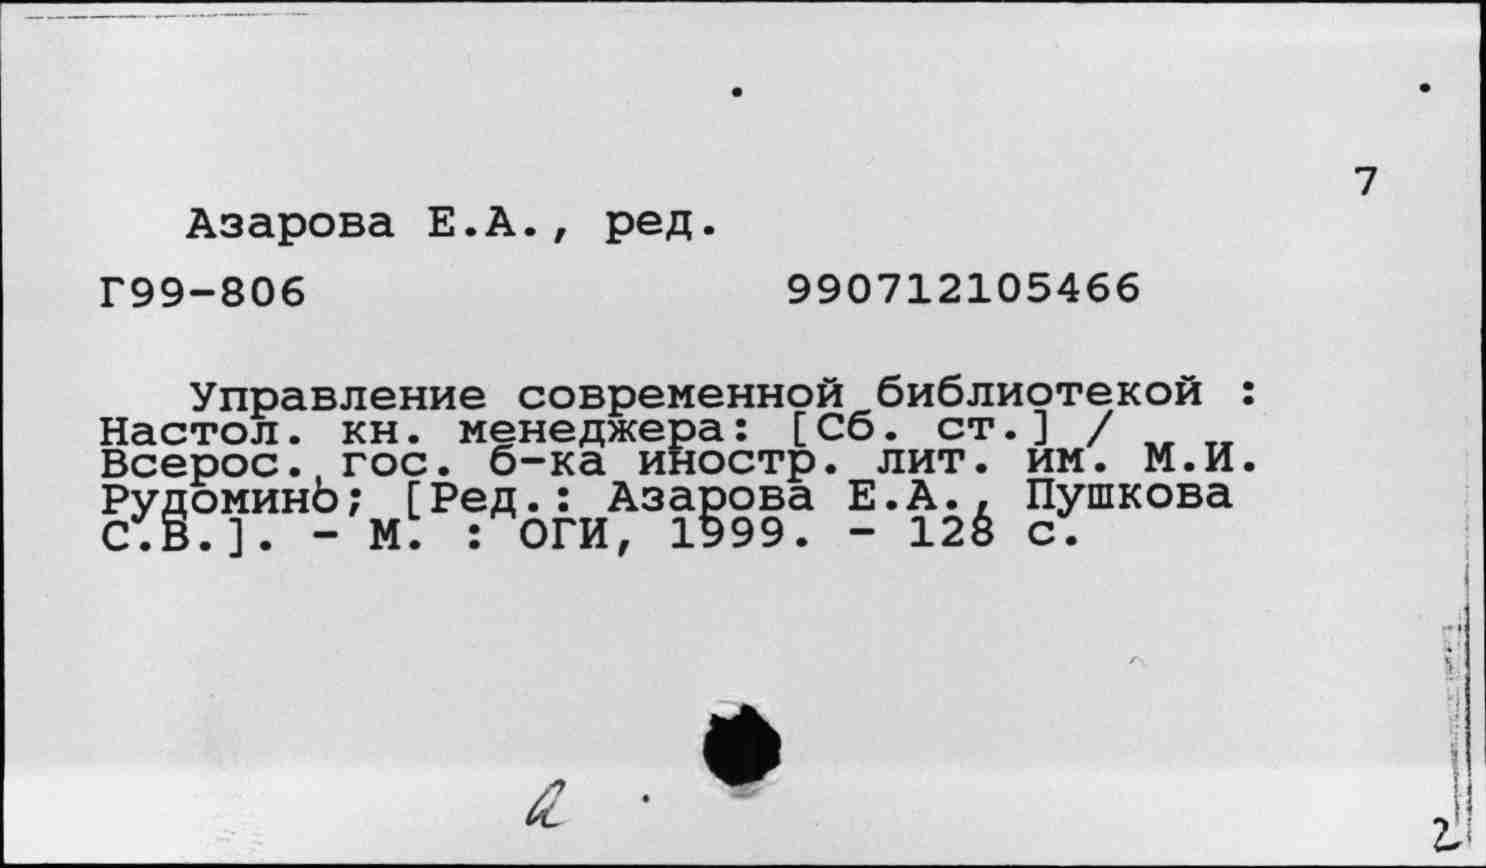 7
Азарова Е.А., ред.
Г99-806 990712105466
Управление современной библиотекой :
Настол. кн. менеджера: [Сб. ст.] /
Всерос. гос. б-ка иностр. лит. им. М.И.
Рудомино; [Ред.: Азарова Е.А., Пушкова
С.В.]. - М. : ОГИ, 1999. - 128 с.
2